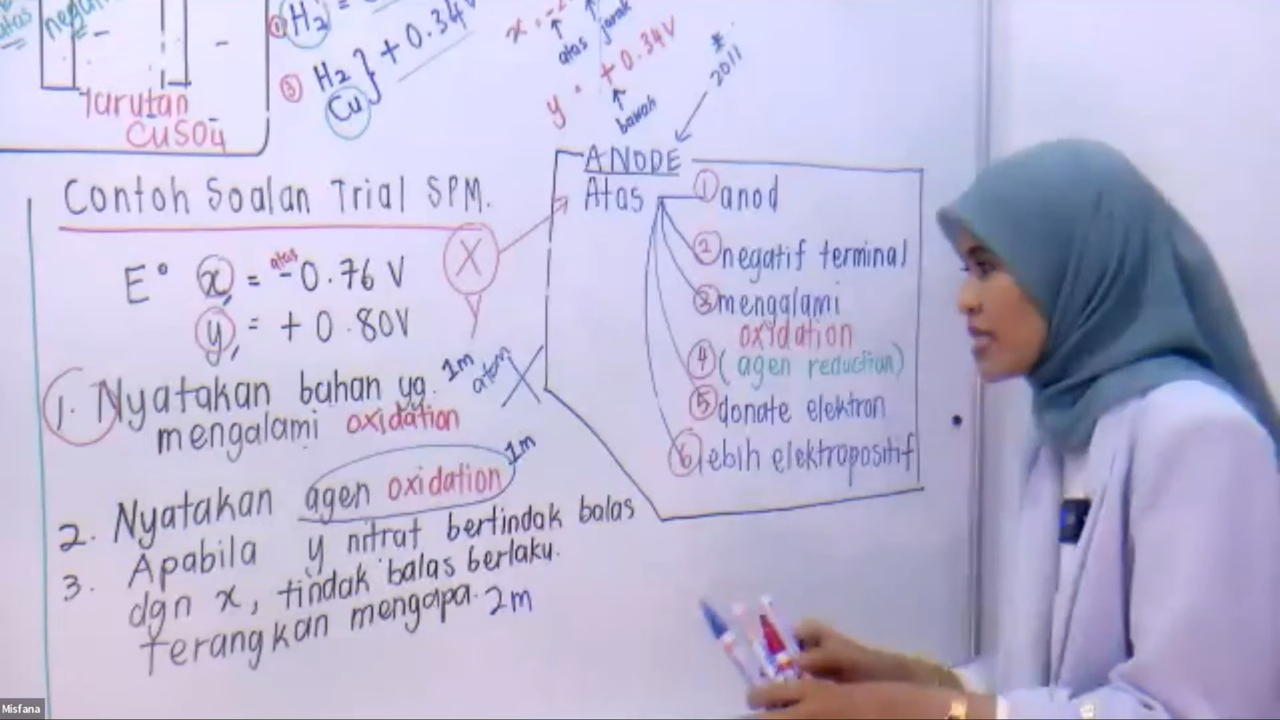 H₂ =
③ H₂ } + 0.34
Cu
larutan
CuSO₄
x
atas
jarak
y · + 0.34V
bawah
* 2011
Contoh Soalan Trial SPM.
E° x = -0.76 V
atas
y = + 0.80V
X
1. Nyatakan bahan yg. 1m
mengalami oxidation
atom X
2. Nyatakan agen oxidation 1m
3. Apabila y nitrat bertindak balas
dgn x, tindak balas berlaku.
terangkan mengapa. 2m
ANODE
Atas ① anod
② negatif terminal
③ mengalami
oxidation
④ (agen reduction)
⑤ donate elektron
⑥ lebih elektropositif
Misfana